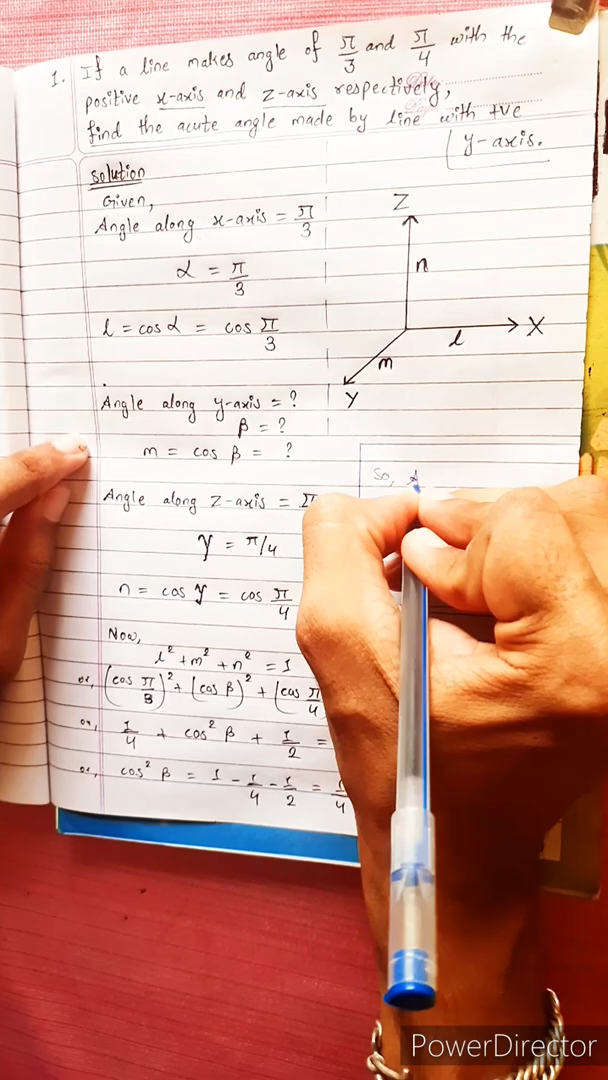 1. If a line makes angle of π/3 and π/4 with the
positive x-axis and z-axis respectively,
find the acute angle made by line with +ve
y-axis.
Solution
Given,
Angle along x-axis = π/3
α = π/3
l = cos α = cos π/3
Z
n
X
l
m
Y
Angle along y-axis = ?
β = ?
m = cos β = ?
So,
Angle along z-axis = π
γ = π/4
n = cos γ = cos π/4
Now,
l² + m² + n² = 1
or, (cos π/3)² + (cos β)² + (cos π/4
or, 1/4 + cos² β + 1/2 =
or, cos² β = 1 - 1/4 - 1/2 = 1/4
PowerDirector